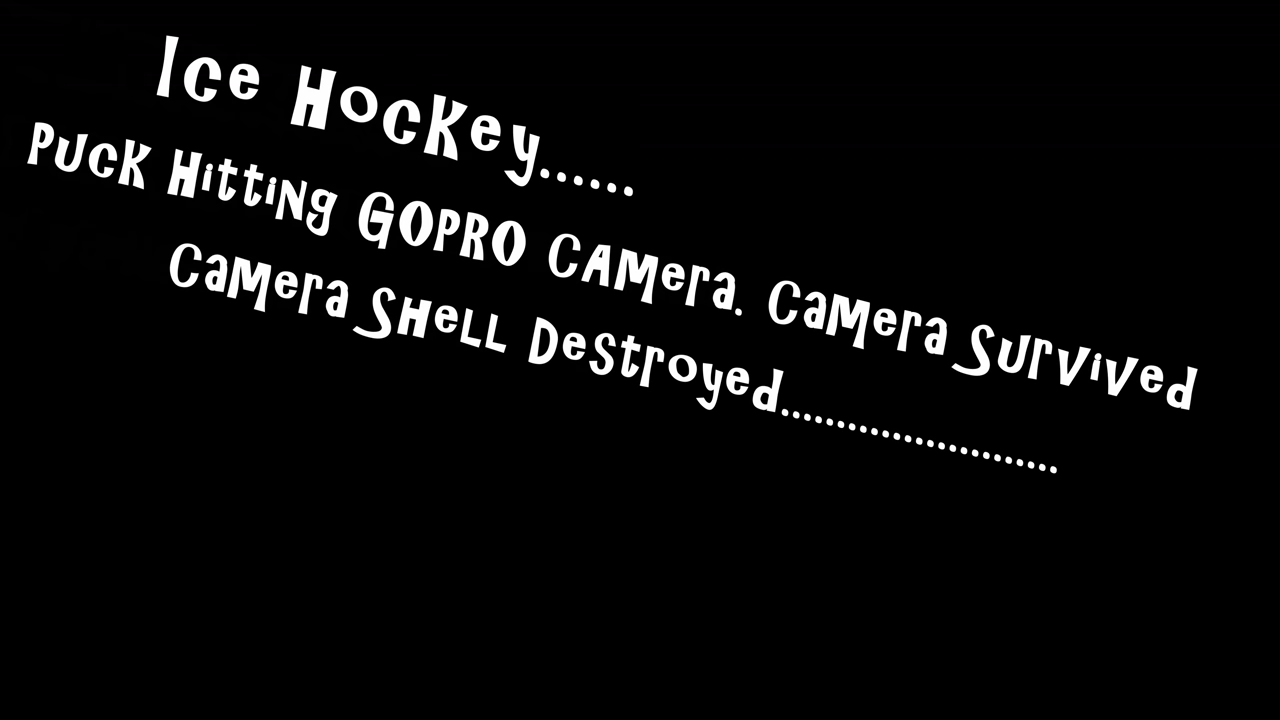 Ice Hockey......
Puck Hitting GOPRO CAMera. Camera Survived
Camera Shell Destroyed.........................